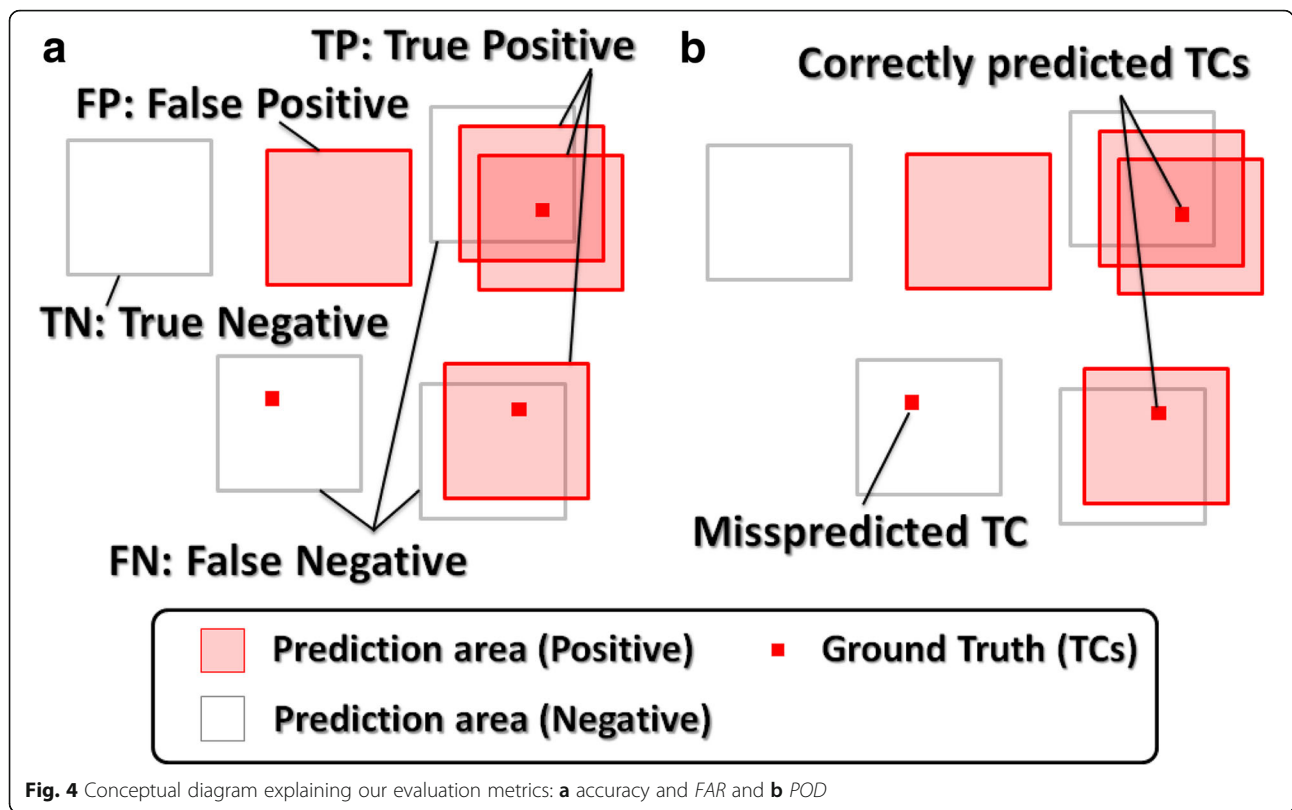 a
TP: True Positive
FP: False Positive
TN: True Negative
FN: False Negative
b
Correctly predicted TCs
Misspredicted TC
Prediction area (Positive)
Ground Truth (TCs)
Prediction area (Negative)
Fig. 4 Conceptual diagram explaining our evaluation metrics: a accuracy and FAR and b POD